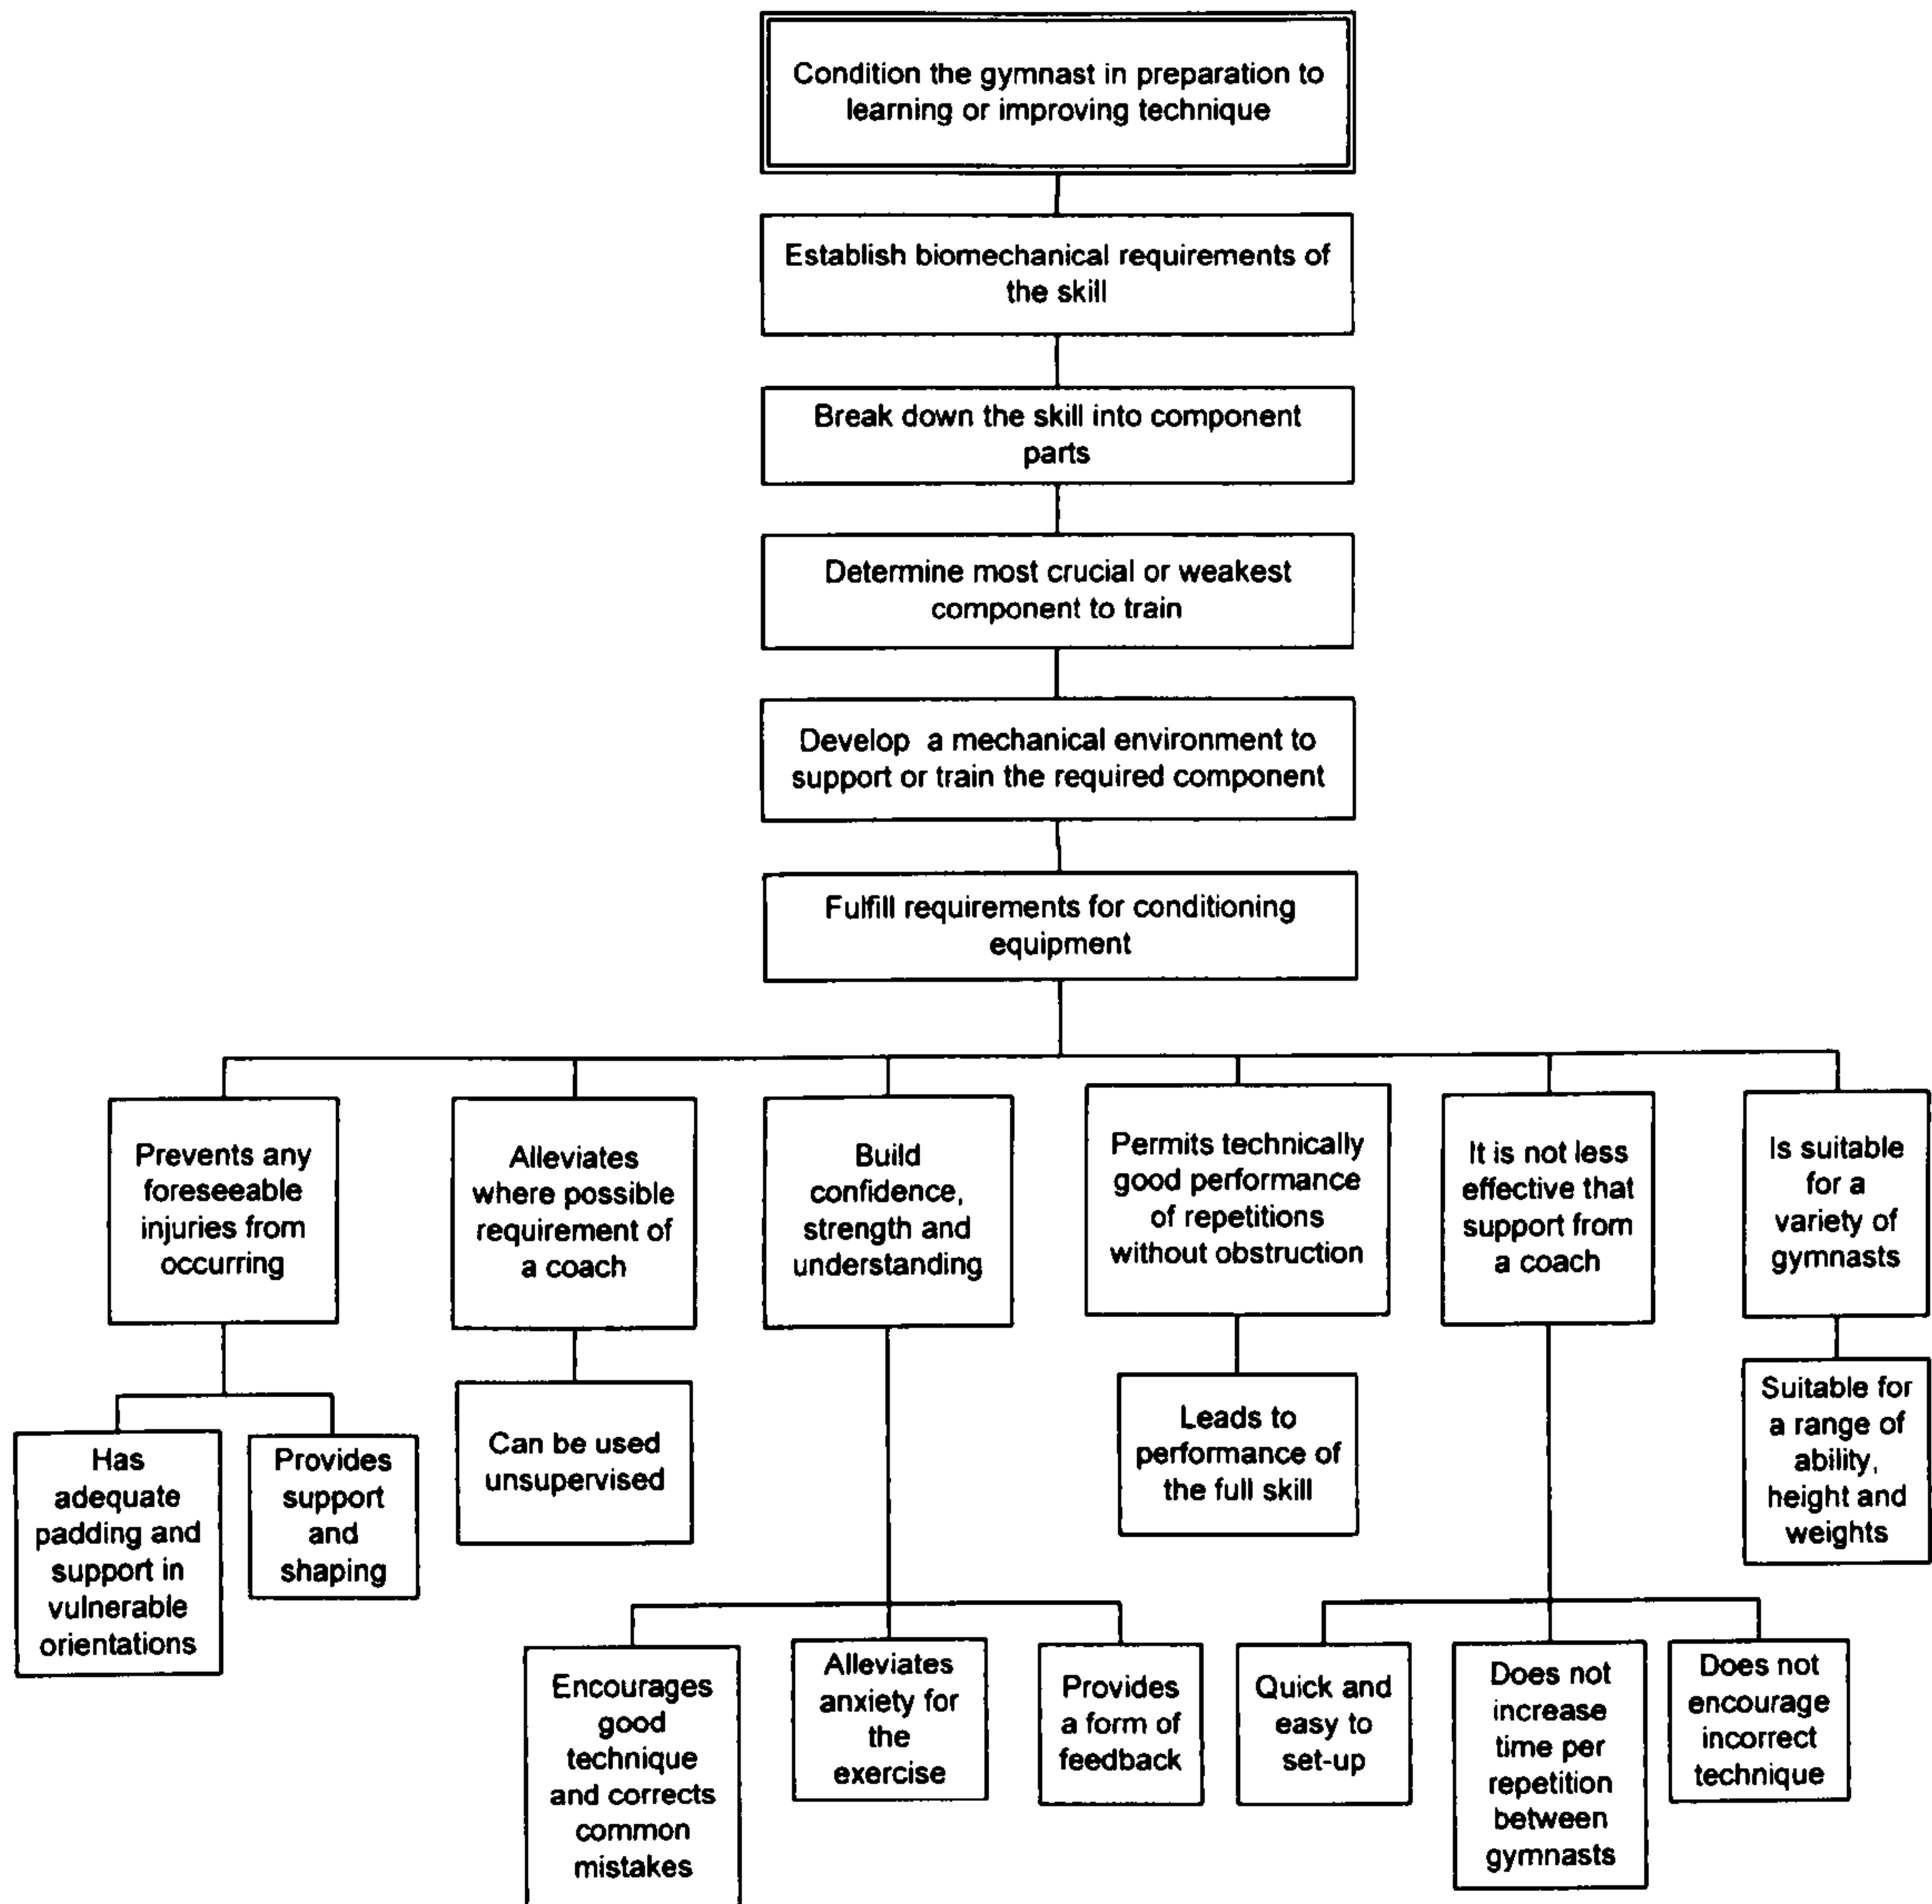 Condition the gymnast in preparation to
learning or improving technique
Establish biomechanical requirements of
the skill
Break down the skill into component
parts
Determine most crucial or weakest
component to train
Develop a mechanical environment to
support or train the required component
Fulfill requirements for conditioning
equipment
Prevents any
foreseeable
injuries from
occurring
Alleviates
where possible
requirement of
a coach
Build
confidence,
strength and
understanding
Permits technically
good performance
of repetitions
without obstruction
It is not less
effective that
support from
a coach
Is suitable
for a
variety of
gymnasts
Has
adequate
padding and
support in
vulnerable
orientations
Provides
support
and
shaping
Can be used
unsupervised
Leads to
performance of
the full skill
Suitable for
a range of
ability,
height and
weights
Encourages
good
technique
and corrects
common
mistakes
Alleviates
anxiety for
the
exercise
Provides
a form of
feedback
Quick and
easy to
set-up
Does not
increase
time per
repetition
between
gymnasts
Does not
encourage
incorrect
technique